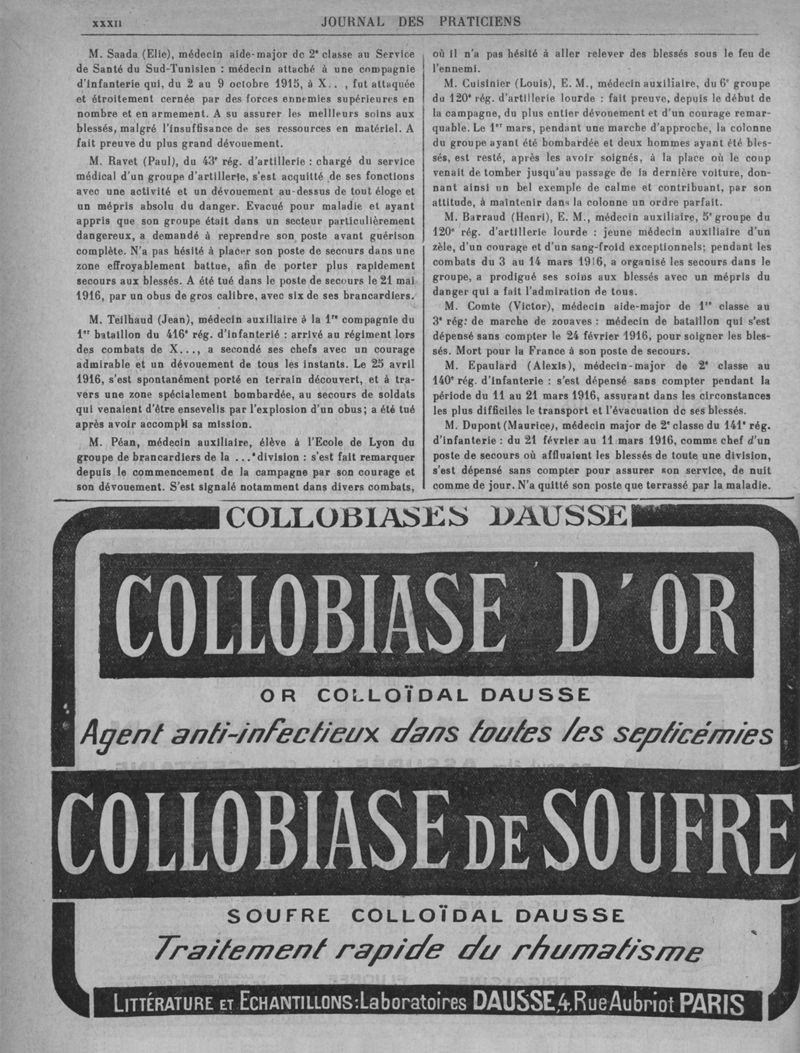 XXXII
JOURNAL DES PRATICIENS
M. Saada (Elie), médecin aide-major de 2e classe au Service
de Santé du Sud-Tunisien : médecin attaché à une compagnie
d'infanterie qui, du 2 au 9 octobre 1915, à X.. , fut attaquée
et étroitement cernée par des forces ennemies supérieures en
nombre et en armement. A su assurer les meilleurs soins aux
blessés, malgré l'insuffisance de ses ressources en matériel. A
fait preuve du plus grand dévouement.
M. Ravet (Paul), du 43e rég. d'artillerie : chargé du service
médical d'un groupe d'artillerie, s'est acquitté de ses fonctions
avec une activité et un dévouement au-dessus de tout éloge et
un mépris absolu du danger. Evacué pour maladie et ayant
appris que son groupe était dans un secteur particulièrement
dangereux, a demandé à reprendre son poste avant guérison
complète. N'a pas hésité à placer son poste de secours dans une
zone effroyablement battue, afin de porter plus rapidement
secours aux blessés. A été tué dans le poste de secours le 21 mai
1916, par un obus de gros calibre, avec six de ses brancardiers.
M. Teilhaud (Jean), médecin auxiliaire à la 1re compagnie du
1er bataillon du 416e rég. d'infanterié : arrivé au régiment lors
des combats de X..., a secondé ses chefs avec un courage
admirable et un dévouement de tous les instants. Le 25 avril
1916, s'est spontanément porté en terrain découvert, et à tra-
vers une zone spécialement bombardée, au secours de soldats
qui venaient d'être ensevelis par l'explosion d'un obus; a été tué
après avoir accompli sa mission.
M. Péan, médecin auxiliaire, élève à l'Ecole de Lyon du
groupe de brancardiers de la ...e division : s'est fait remarquer
depuis le commencement de la campagne par son courage et
son dévouement. S'est signalé notamment dans divers combats,
où il n'a pas hésité à aller relever des blessés sous le feu de
l'ennemi.
M. Cuisinier (Louis), E. M., médecin auxiliaire, du 6e groupe
du 120e rég. d'artillerie lourde : fait preuve, depuis le début de
la campagne, du plus entier dévouement et d'un courage remar-
quable. Le 1er mars, pendant une marche d'approche, la colonne
du groupe ayant été bombardée et deux hommes ayant été bles-
sés, est resté, après les avoir soignés, à la place où le coup
venait de tomber jusqu'au passage de la dernière voiture, don-
nant ainsi un bel exemple de calme et contribuant, par son
attitude, à maintenir dans la colonne un ordre parfait.
M. Barraud (Henri), E. M., médecin auxiliaire, 5e groupe du
120e rég. d'artillerie lourde : jeune médecin auxiliaire d'un
zèle, d'un courage et d'un sang-froid exceptionnels; pendant les
combats du 3 au 14 mars 1916, a organisé les secours dans le
groupe, a prodigué ses soins aux blessés avec un mépris du
danger qui a fait l'admiration de tous.
M. Comte (Victor), médecin aide-major de 1re classe au
3e rég: de marche de zouaves : médecin de bataillon qui s'est
dépensé sans compter le 24 février 1916, pour soigner les bles-
sés. Mort pour la France à son poste de secours.
M. Epaulard (Alexis), médecin-major de 2e classe au
140e rég. d'infanterie : s'est dépensé sans compter pendant la
période du 11 au 21 mars 1916, assurant dans les circonstances
les plus difficiles le transport et l'évacuation de ses blessés.
M. Dupont (Maurice), médecin major de 2e classe du 141e rég.
d'infanterie : du 21 février au 11 mars 1916, comme chef d'un
poste de secours où affluaient les blessés de toute une division,
s'est dépensé sans compter pour assurer son service, de nuit
comme de jour. N'a quitté son poste que terrassé par la maladie.
COLLOBIASES DAUSSE
COLLOBIASE D'OR
OR COLLOÏDAL DAUSSE
Agent anti-infectieux dans toutes les septicémies
COLLOBIASE DE SOUFRE
SOUFRE COLLOÏDAL DAUSSE
Traitement rapide du rhumatisme
LITTÉRATURE ET ECHANTILLONS: Laboratoires DAUSSE, 4, Rue Aubriot PARIS